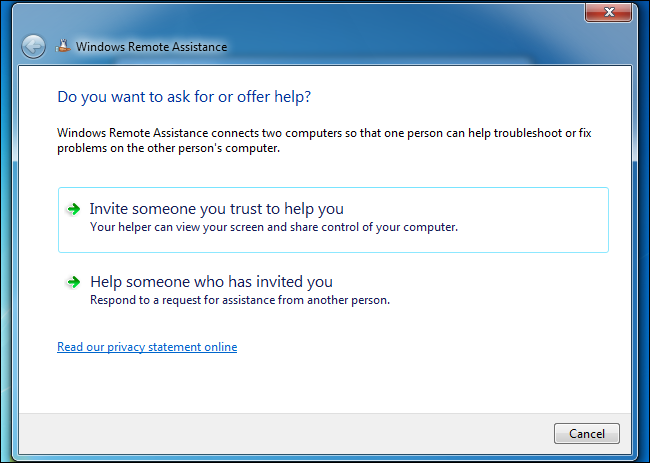 Windows Remote Assistance
Do you want to ask for or offer help?
Windows Remote Assistance connects two computers so that one person can help troubleshoot or fix
problems on the other person's computer.
Invite someone you trust to help you
Your helper can view your screen and share control of your computer.
Help someone who has invited you
Respond to a request for assistance from another person.
Read our privacy statement online
Cancel